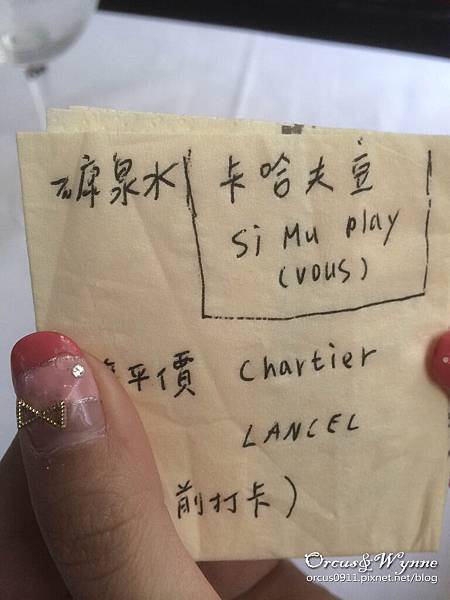 礦泉水 卡哈夫豆
Si Mu play
(vous)
平價 Chartier
LANCEL
前打卡)
Orcus&Wynne
orcus0911.pixnet.net/blog